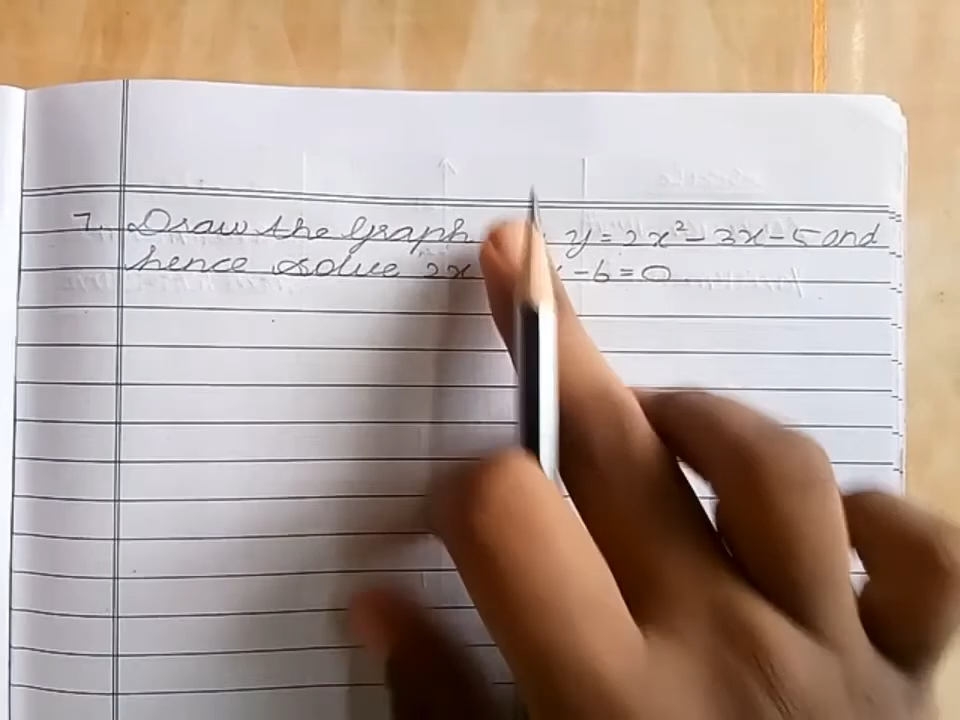 7. Draw the Graph y = 2x² - 3x - 5 and
hence solve 2x - 6 = 0